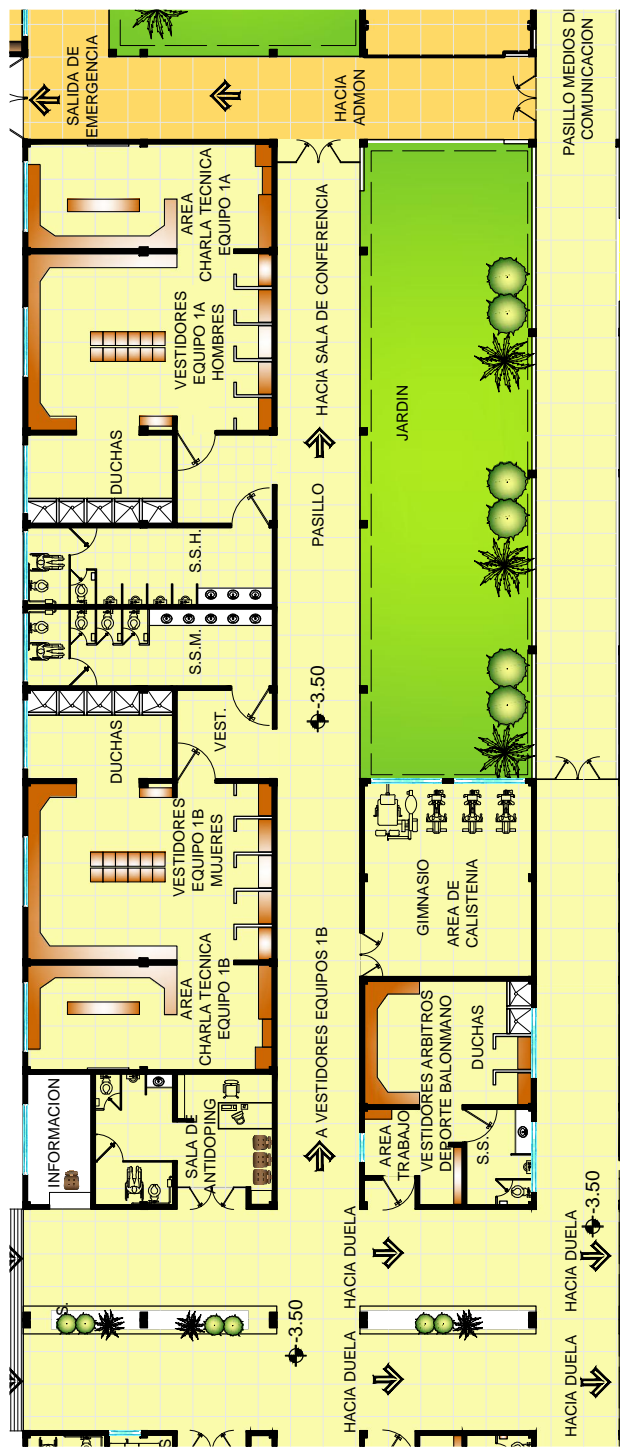 SALIDA DE
EMERGENCIA
HACIA
ADMON
PASILLO MEDIOS DE
COMUNICACION
AREA
CHARLA TECNICA
EQUIPO 1A
VESTIDORES
EQUIPO 1A
HOMBRES
HACIA SALA DE CONFERENCIA
JARDIN
DUCHAS
PASILLO
S.S.H.
S.S.M.
-3.50
VEST.
DUCHAS
VESTIDORES
EQUIPO 1B
MUJERES
GIMNASIO
AREA DE
CALISTENIA
AREA
CHARLA TECNICA
EQUIPO 1B
A VESTIDORES EQUIPOS 1B
VESTIDORES ARBITROS
DEPORTE BALONMANO
DUCHAS
INFORMACION
SALA DE
ANTIDOPING
AREA
TRABAJO
S.S.
-3.50
HACIA DUELA
HACIA DUELA
S.
-3.50
HACIA DUELA
HACIA DUELA